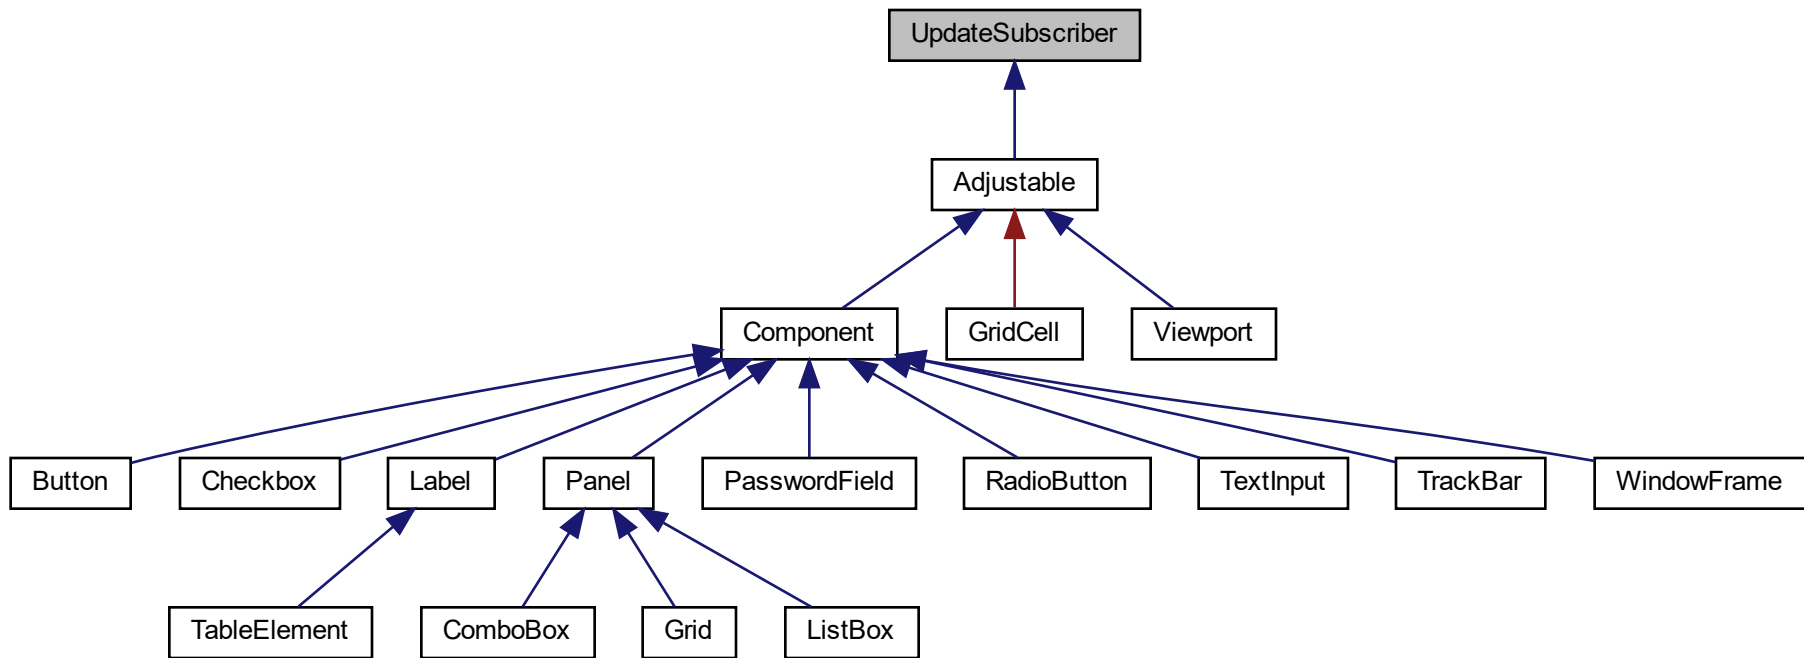 UpdateSubscriber
Adjustable
Component
GridCell
Viewport
Button
Checkbox
Label
Panel
PasswordField
RadioButton
TextInput
TrackBar
WindowFrame
TableElement
ComboBox
Grid
ListBox